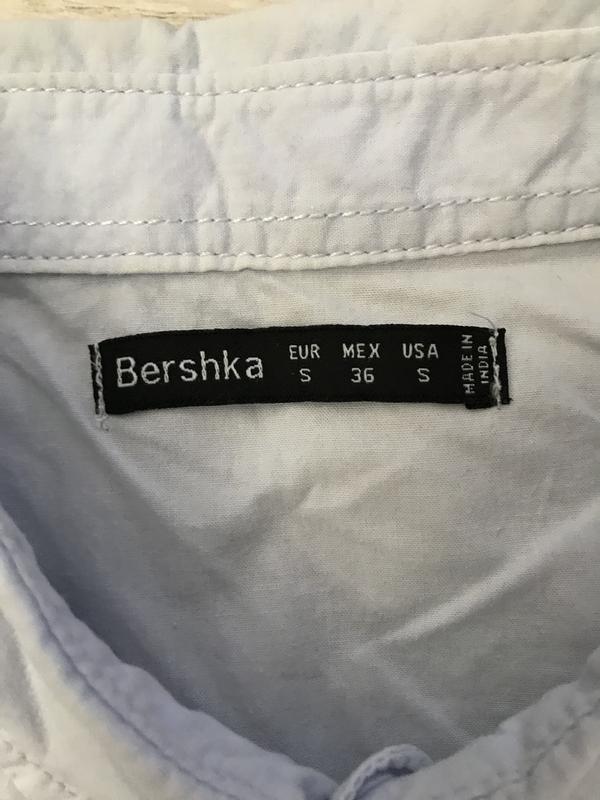 Bershka
EUR MEX USA
S 36 S
MADE IN
INDIA